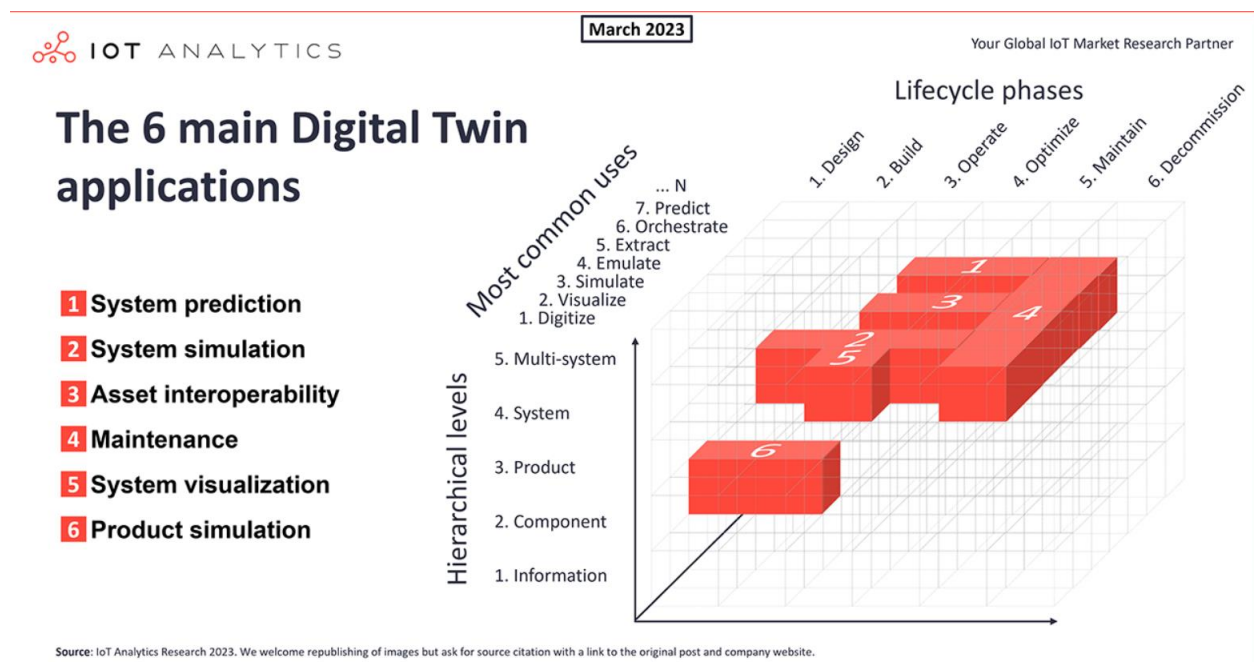 March 2023
IOT ANALYTICS
Your Global IoT Market Research Partner
The 6 main Digital Twin
applications
1 System prediction
2 System simulation
3 Asset interoperability
4 Maintenance
5 System visualization
6 Product simulation
Lifecycle phases
1. Design
2. Build
3. Operate
4. Optimize
5. Maintain
6. Decommission
Most common uses
... N
7. Predict
6. Orchestrate
5. Extract
4. Emulate
3. Simulate
2. Visualize
1. Digitize
Hierarchical levels
5. Multi-system
4. System
3. Product
2. Component
1. Information
1
3
4
2
5
6
Source: IoT Analytics Research 2023. We welcome republishing of images but ask for source citation with a link to the original post and company website.